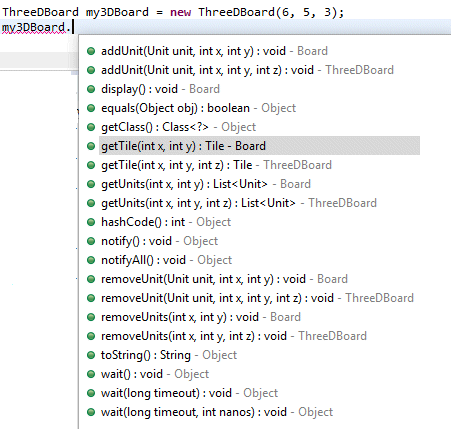 ThreeDBoard my3DBoard = new ThreeDBoard(6, 5, 3);
my3DBoard.
addUnit(Unit unit, int x, int y) : void - Board
addUnit(Unit unit, int x, int y, int z) : void - ThreeDBoard
display() : void - Board
equals(Object obj) : boolean - Object
getClass() : Class<?> - Object
getTile(int x, int y) : Tile - Board
getTile(int x, int y, int z) : Tile - ThreeDBoard
getUnits(int x, int y) : List<Unit> - Board
getUnits(int x, int y, int z) : List<Unit> - ThreeDBoard
hashCode() : int - Object
notify() : void - Object
notifyAll() : void - Object
removeUnit(Unit unit, int x, int y) : void - Board
removeUnit(Unit unit, int x, int y, int z) : void - ThreeDBoard
removeUnits(int x, int y) : void - Board
removeUnits(int x, int y, int z) : void - ThreeDBoard
toString() : String - Object
wait() : void - Object
wait(long timeout) : void - Object
wait(long timeout, int nanos) : void - Object